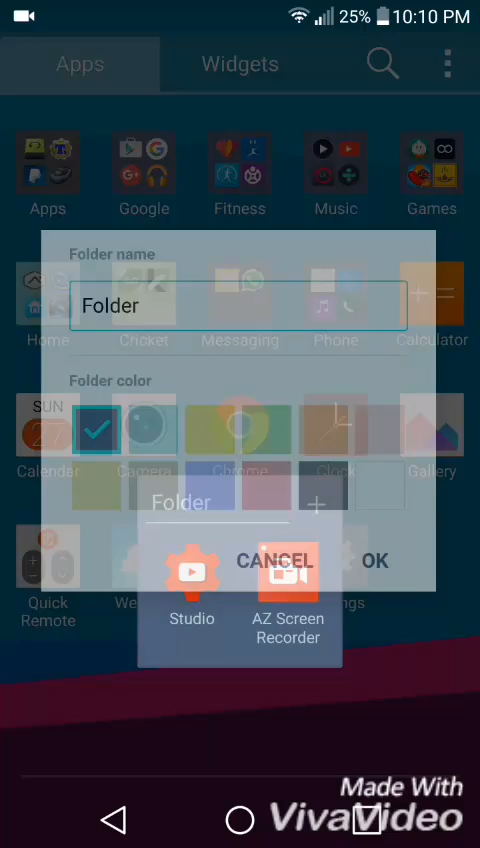 25% 10:10 PM
Apps Widgets
Apps Google Fitness Music Games
Folder name
Folder
Home Cricket Messaging Phone Calculator
Folder color
SUN
27
Calendar Camera Chrome Clock Gallery
Folder
CANCEL OK
Quick
Remote
Studio AZ Screen
Recorder
Made With
VivaVideo